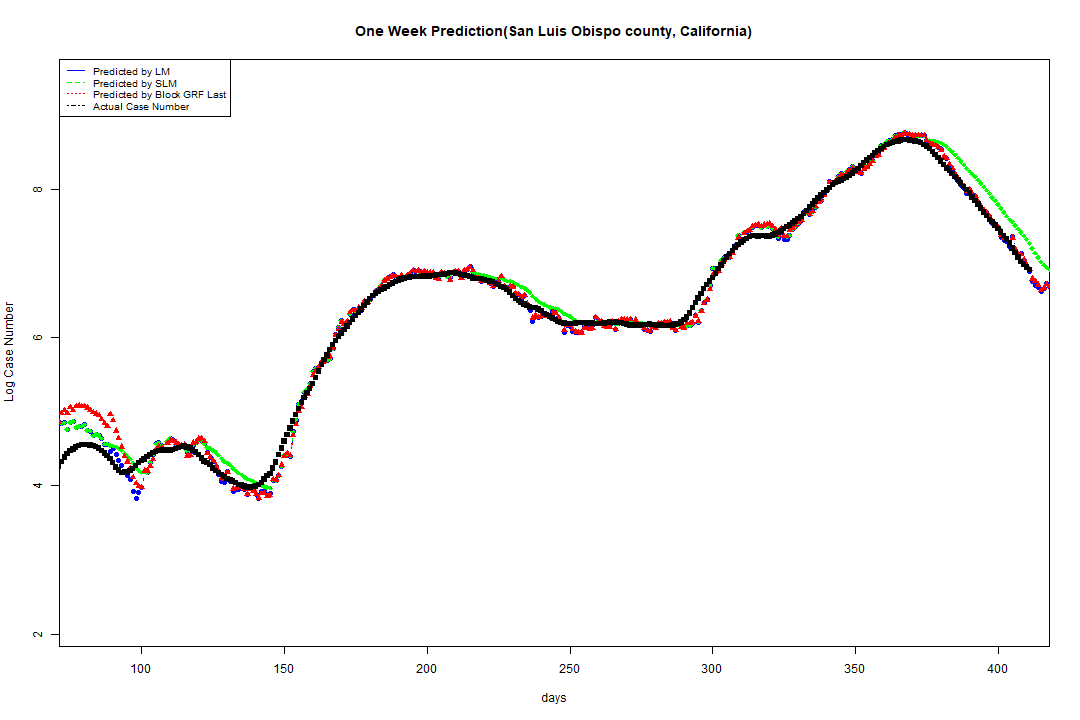 One Week Prediction(San Luis Obispo county, California)
Predicted by LM
Predicted by SLM
Predicted by Block GRF Last
Actual Case Number
Log Case Number
8
6
4
2
100 150 200 250 300 350 400
days